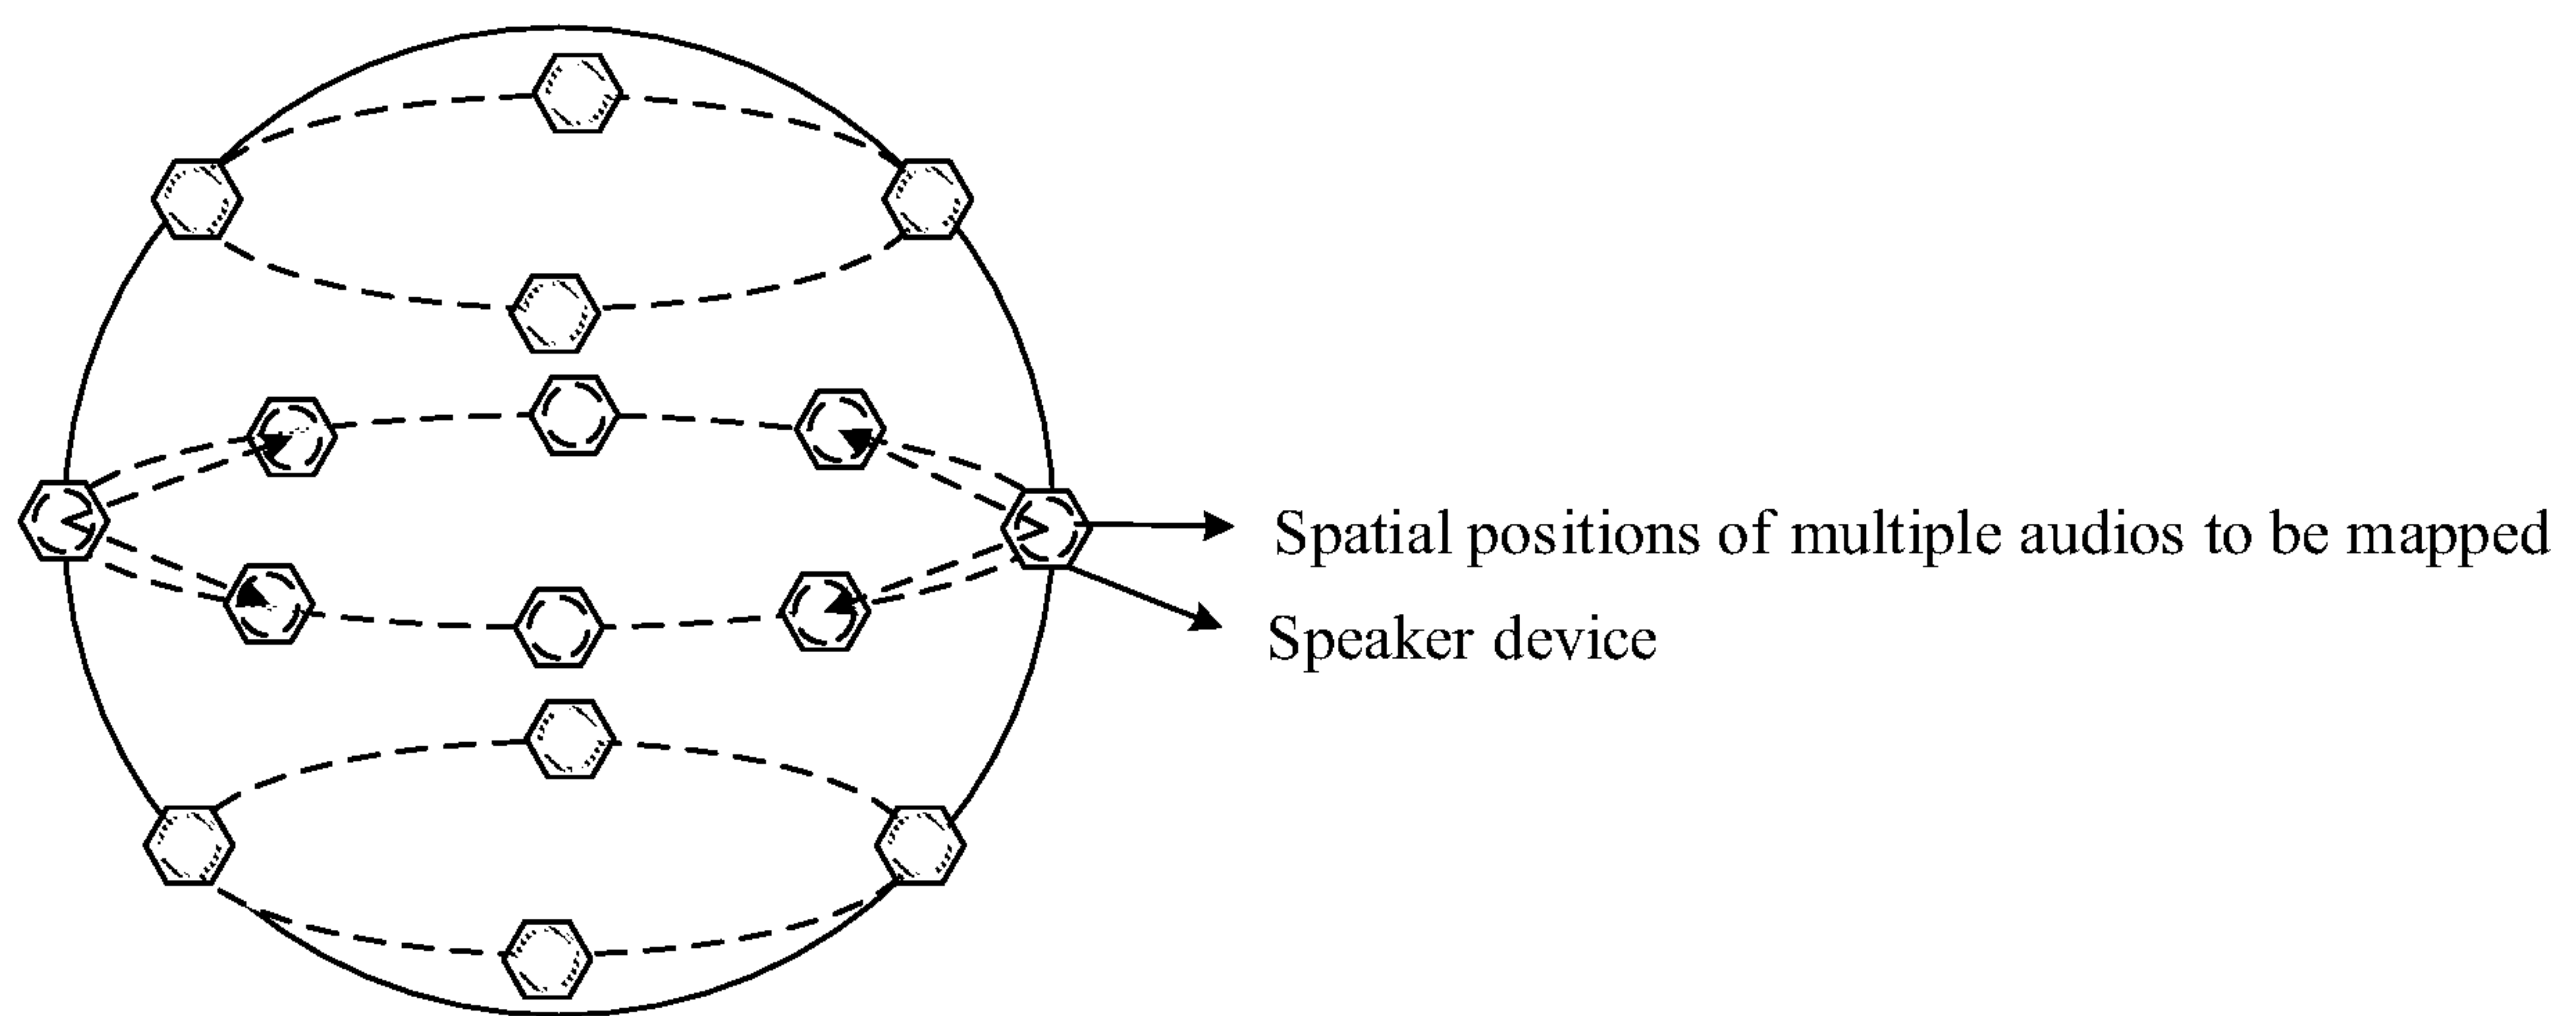 Spatial positions of multiple audios to be mapped
Speaker device